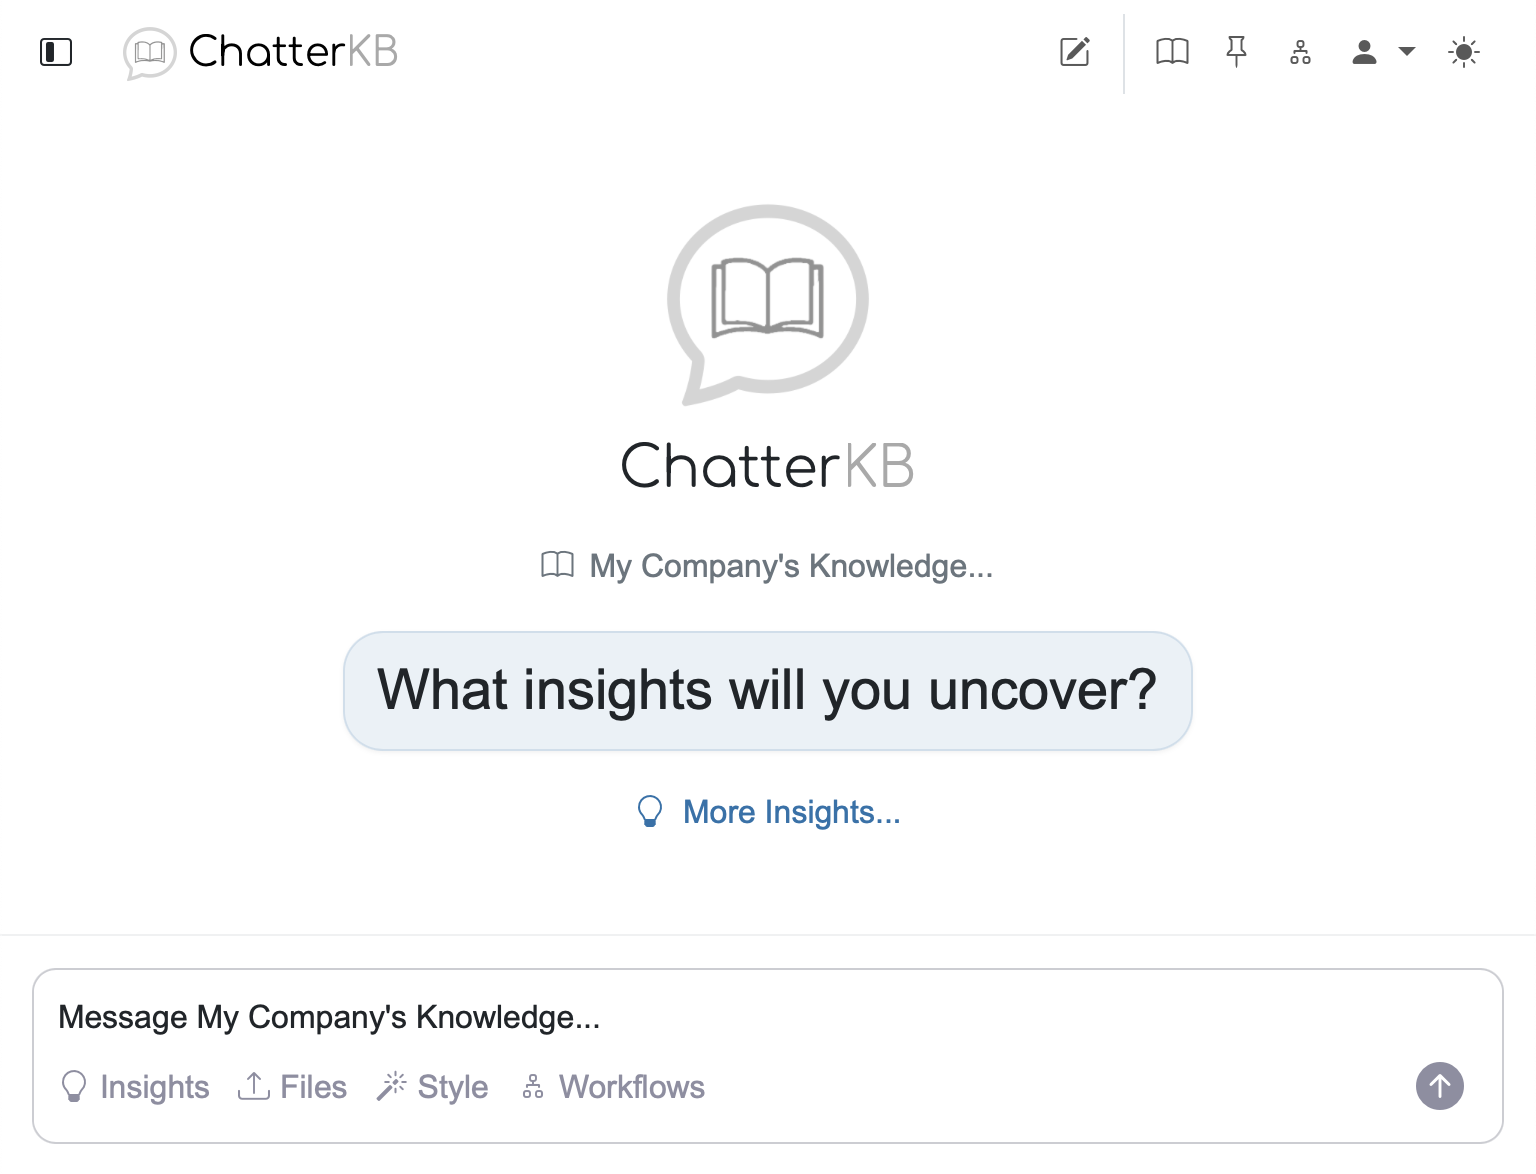 ChatterKB
ChatterKB
My Company's Knowledge...
What insights will you uncover?
More Insights...
Message My Company's Knowledge...
Insights Files Style Workflows